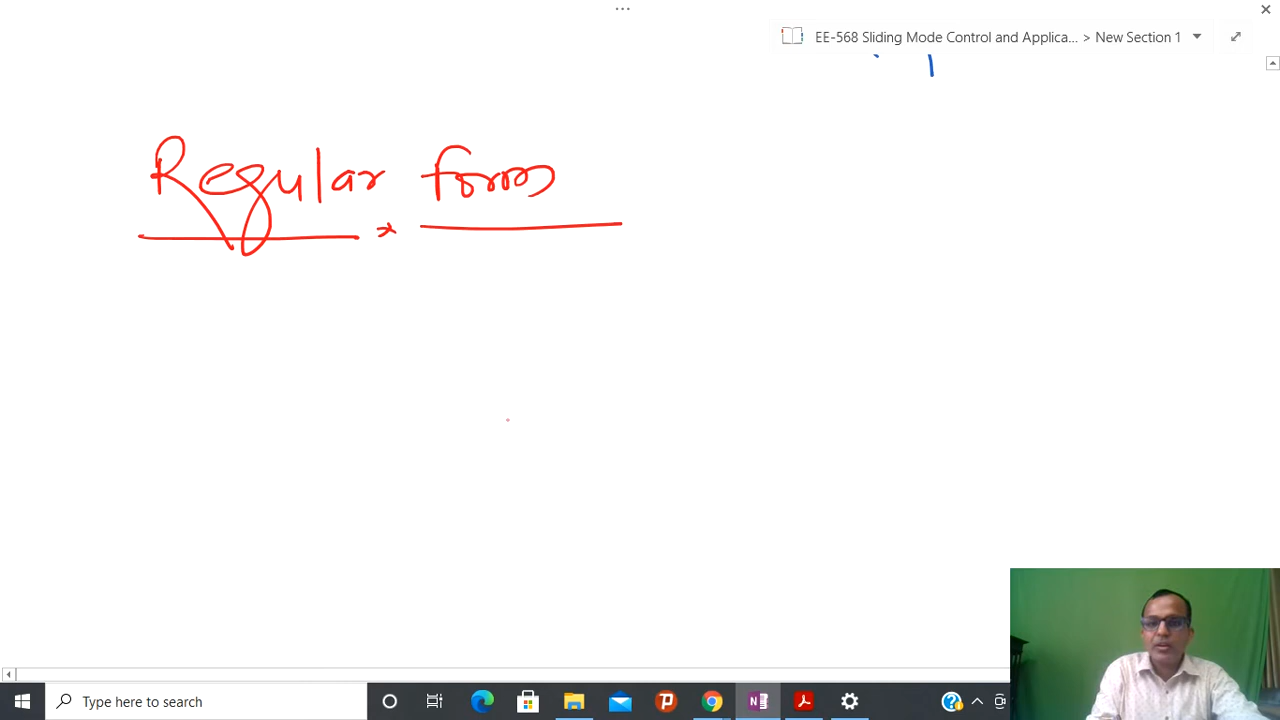 EE-568 Sliding Mode Control and Applica... > New Section 1
Regular form
Type here to search